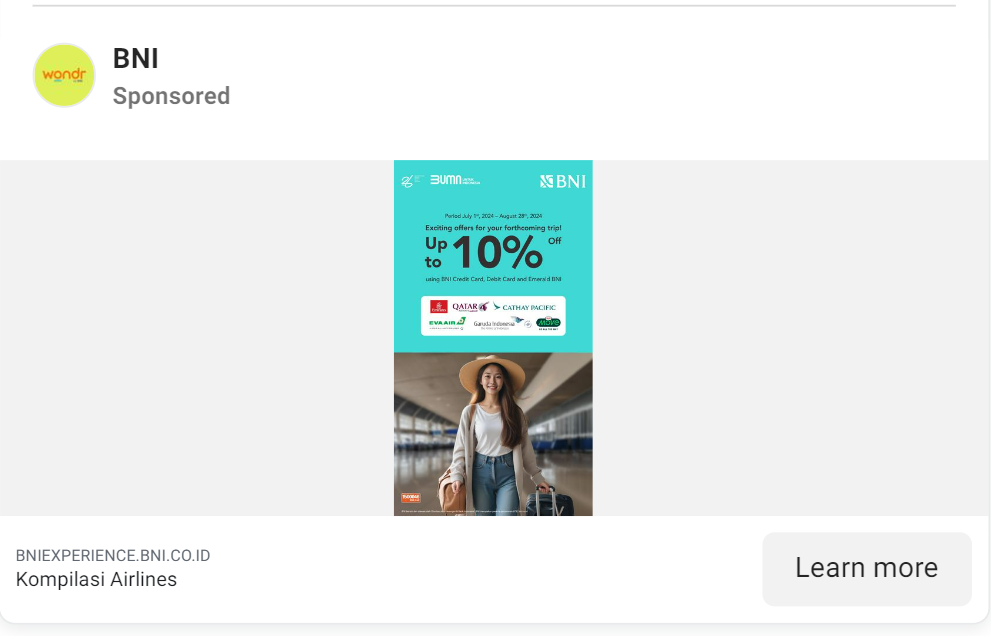 wondr
BNI
Sponsored
BUMN
BNI
Period July 1st, 2024 – August 28th, 2024
Exciting offers for your forthcoming trip!
Up to 10% Off
using BNI Credit Card, Debit Card and Emerald BNI
Emirates QATAR CATHAY PACIFIC
EVA AIR Garuda Indonesia MOVE
BNIEXPERIENCE.BNI.CO.ID
Kompilasi Airlines
Learn more